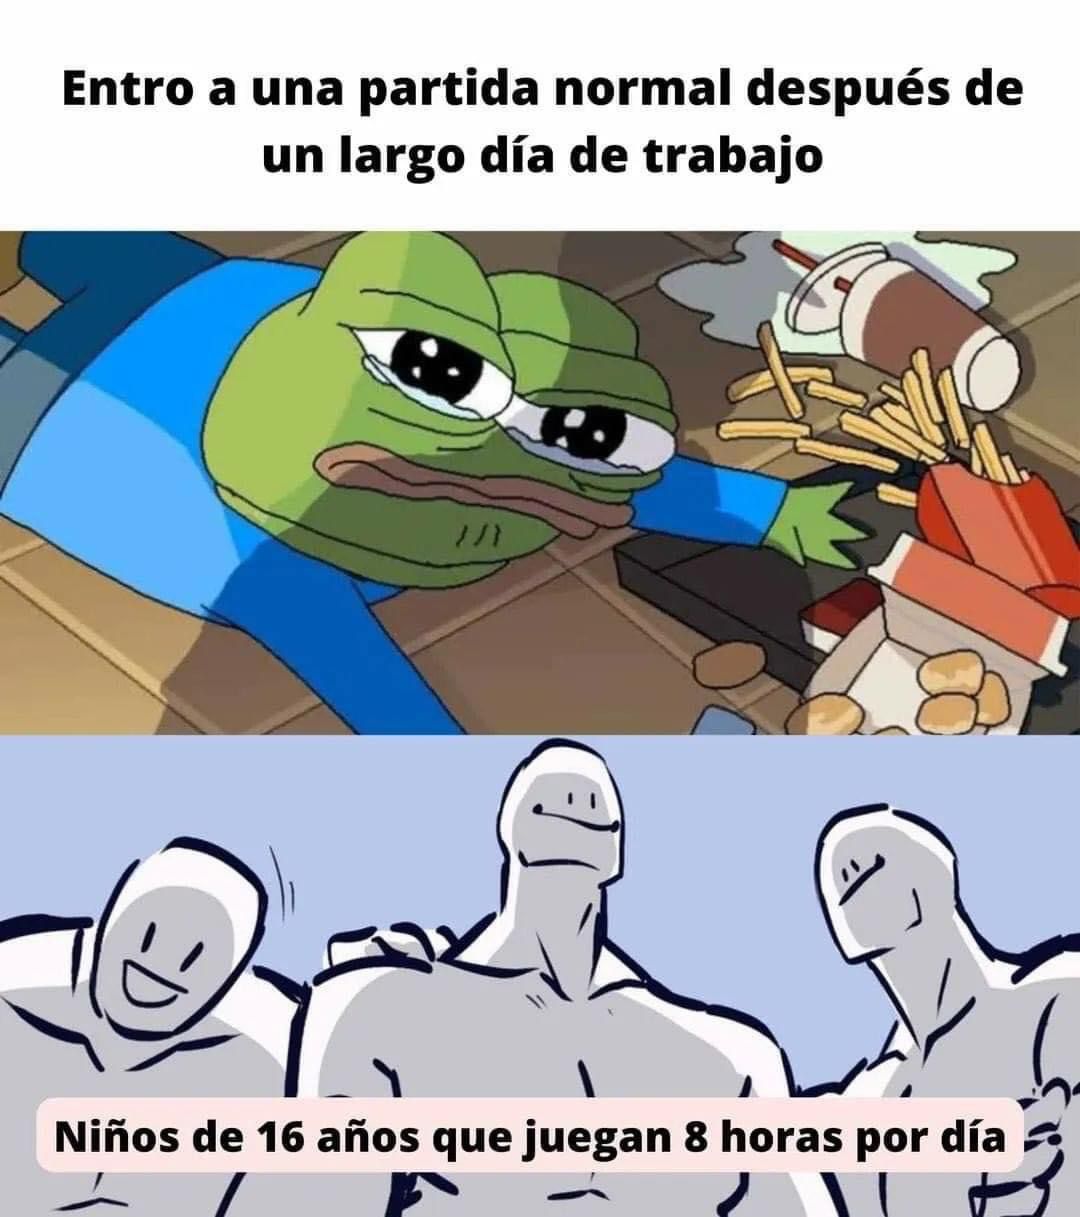 Entro a una partida normal después de
un largo día de trabajo
Niños de 16 años que juegan 8 horas por día